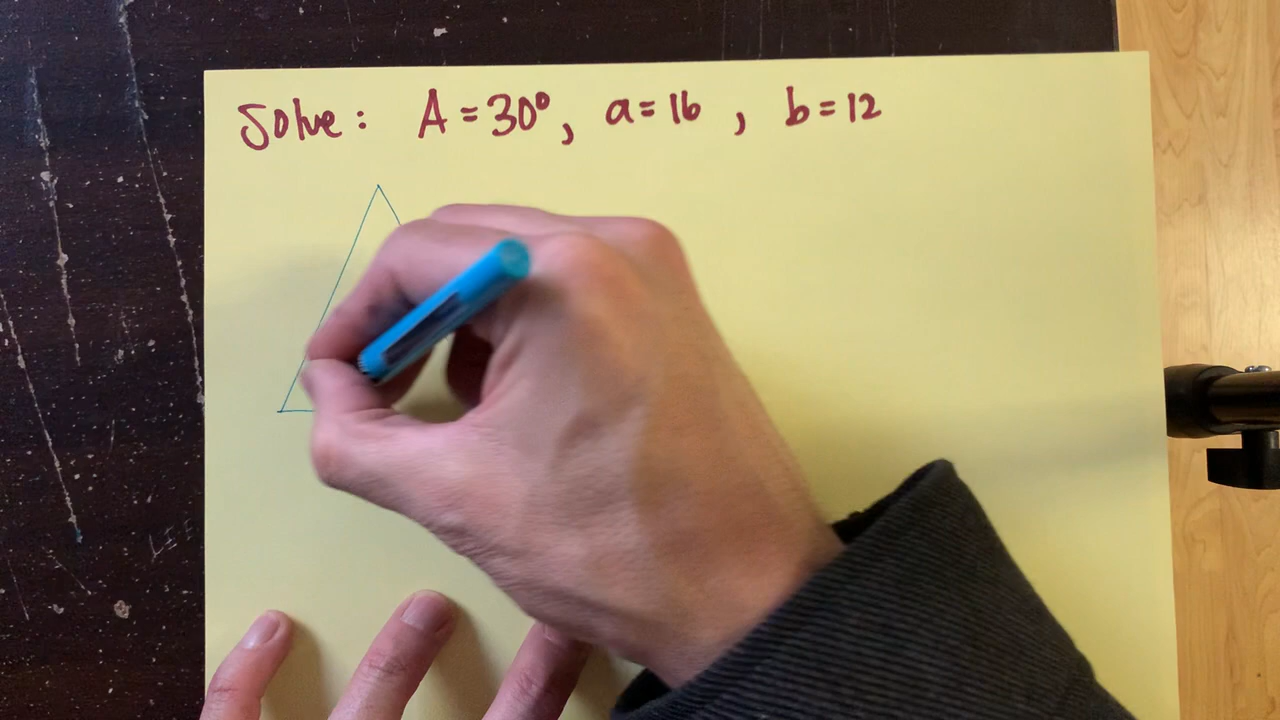 Solve: A = 30°, a = 16, b = 12